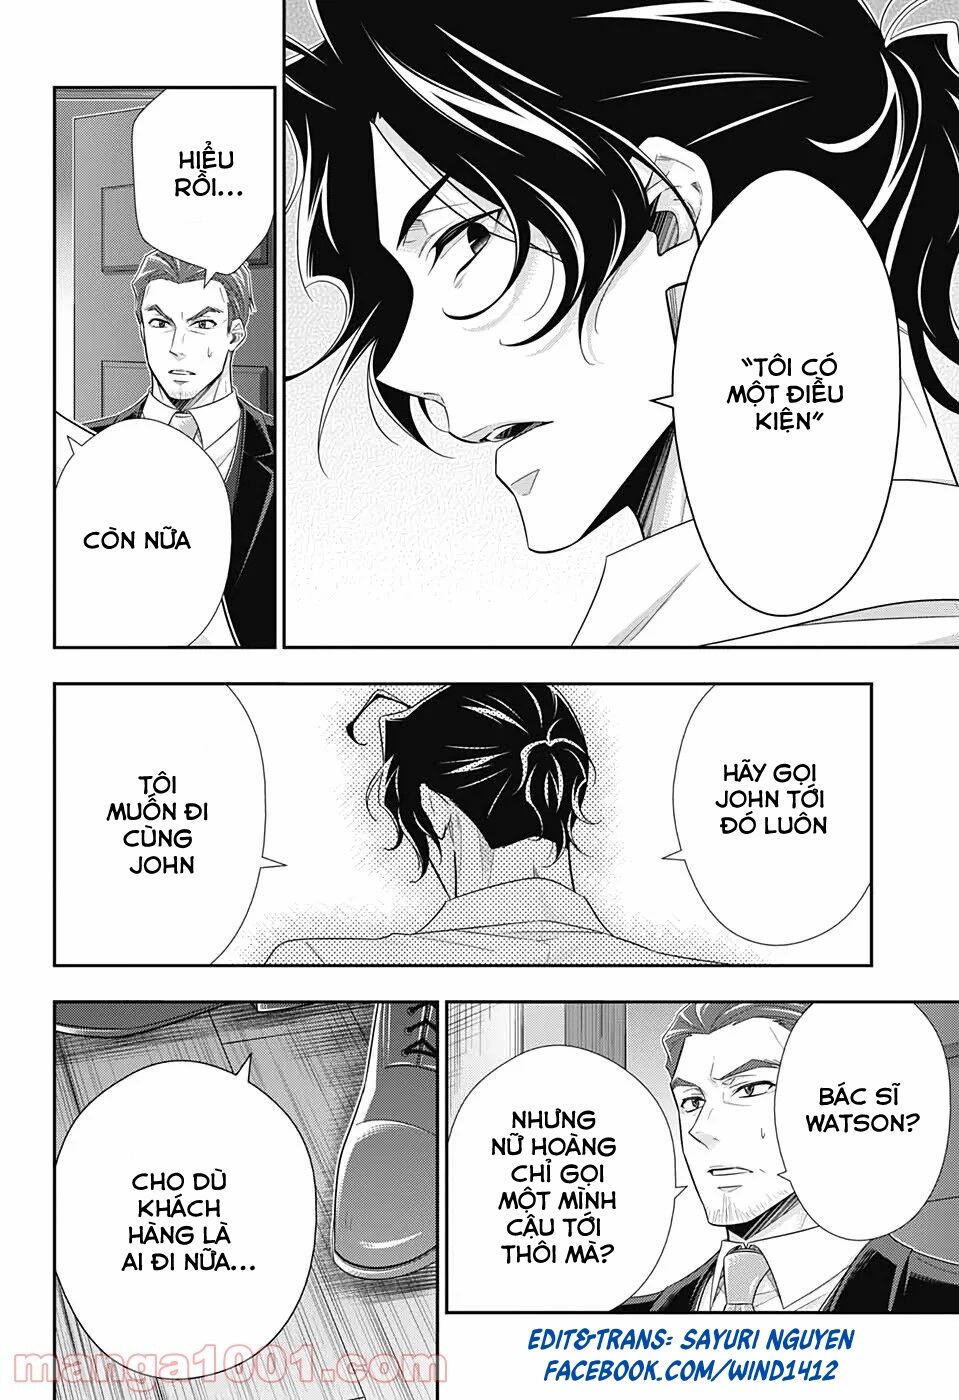 “TÔI CÓ
MỘT ĐIỀU
KIỆN”
HIỂU
RỒI...
CÒN NỮA
HÃY GỌI
JOHN TỚI
ĐÓ LUÔN
TÔI
MUỐN ĐI
CÙNG
JOHN
BÁC SĨ
WATSON?
NHƯNG
NỮ HOÀNG
CHỈ GỌI
MỘT MÌNH
CẬU TỚI
THÔI MÀ?
CHO DÙ
KHÁCH
HÀNG LÀ
AI ĐI NỮA...
EDIT&TRANS: SAYURI NGUYEN
FACEBOOK.COM/WIND1412
manga1001.com